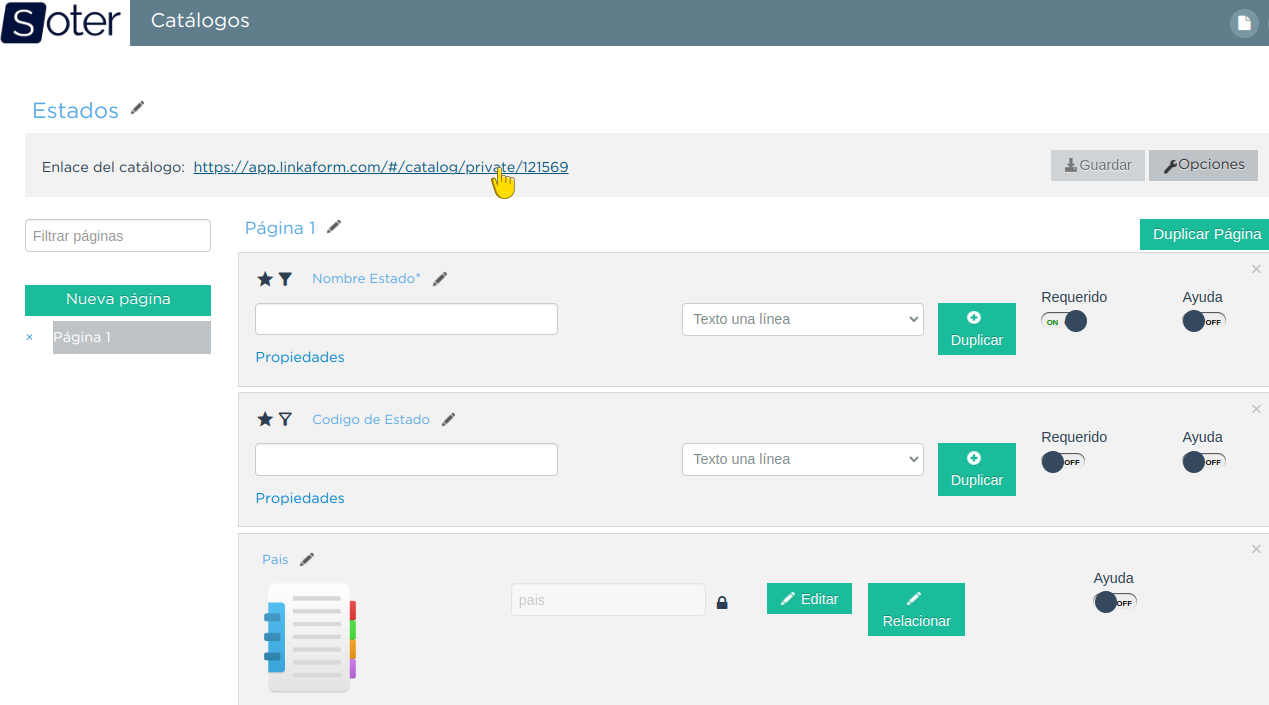 Soter
Catálogos
Estados
Enlace del catálogo: https://app.linkaform.com/#/catalog/private/121569
Guardar
Opciones
Filtrar páginas
Nueva página
× Página 1
Página 1
Duplicar Página
×
Nombre Estado*
Texto una línea
Duplicar
Requerido
ON
Ayuda
OFF
Propiedades
×
Codigo de Estado
Texto una línea
Duplicar
Requerido
OFF
Ayuda
OFF
Propiedades
×
Pais
pais
Editar
Relacionar
Ayuda
OFF